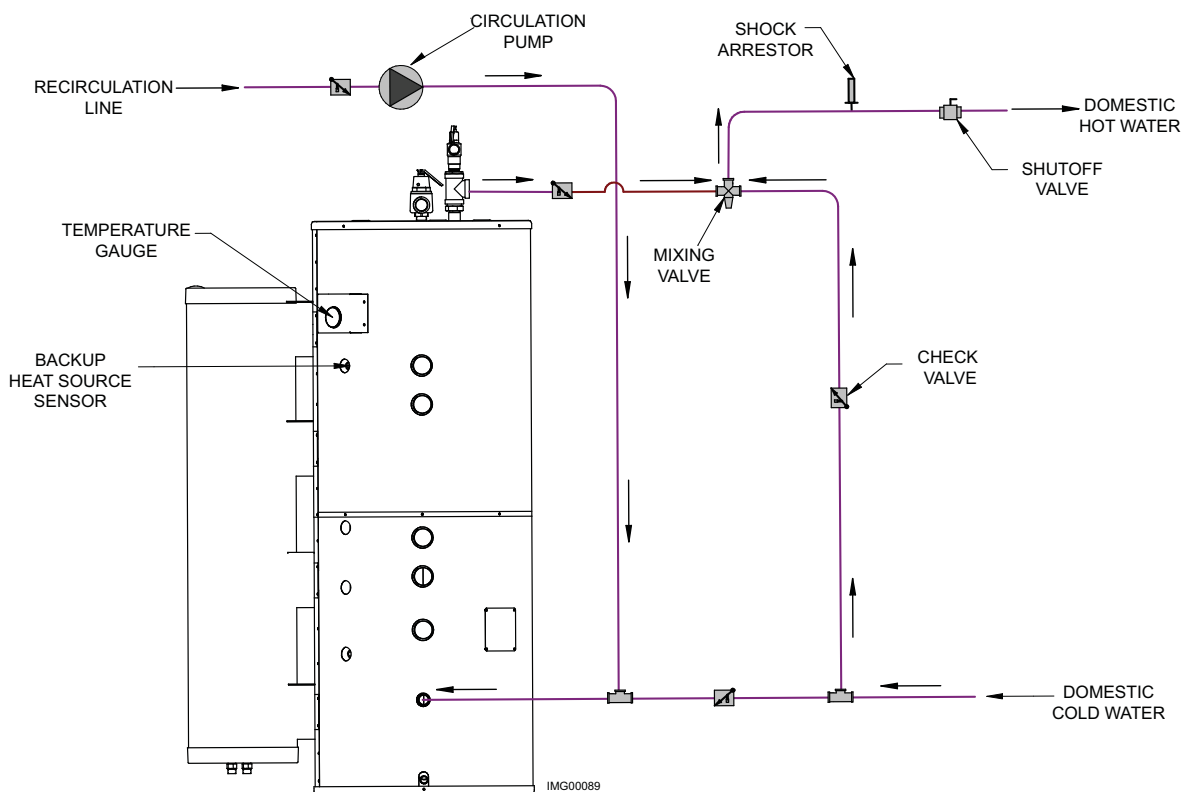 CIRCULATION
PUMP
SHOCK
ARRESTOR
RECIRCULATION
LINE
DOMESTIC
HOT WATER
SHUTOFF
VALVE
TEMPERATURE
GAUGE
MIXING
VALVE
BACKUP
HEAT SOURCE
SENSOR
CHECK
VALVE
DOMESTIC
COLD WATER
IMG00089